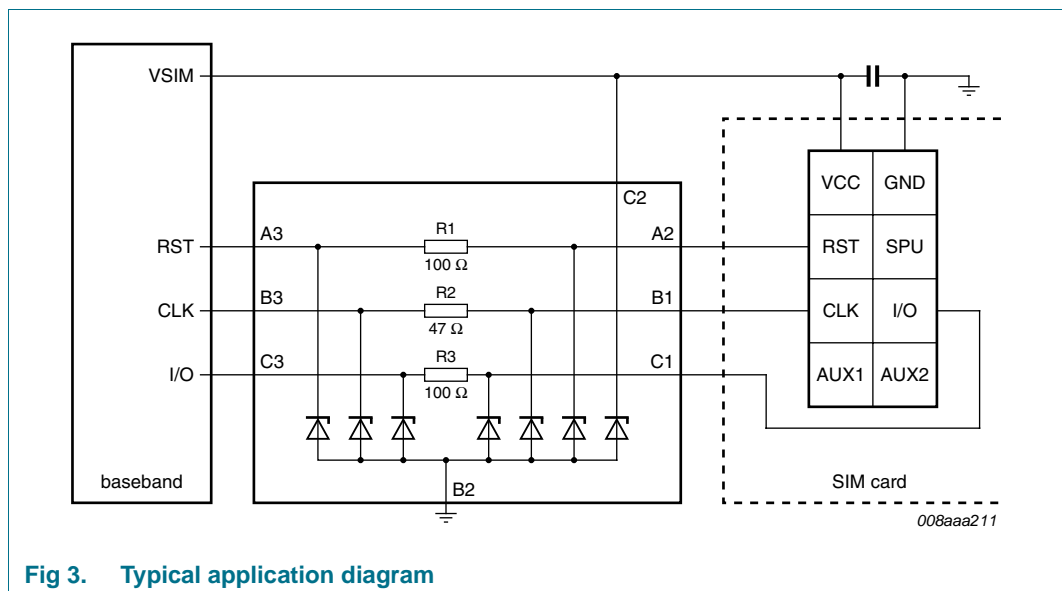 VSIM
C2
VCC GND
RST A3 R1 100 Ω A2 RST SPU
CLK B3 R2 47 Ω B1 CLK I/O
I/O C3 R3 100 Ω C1 AUX1 AUX2
baseband B2 SIM card
008aaa211
Fig 3. Typical application diagram